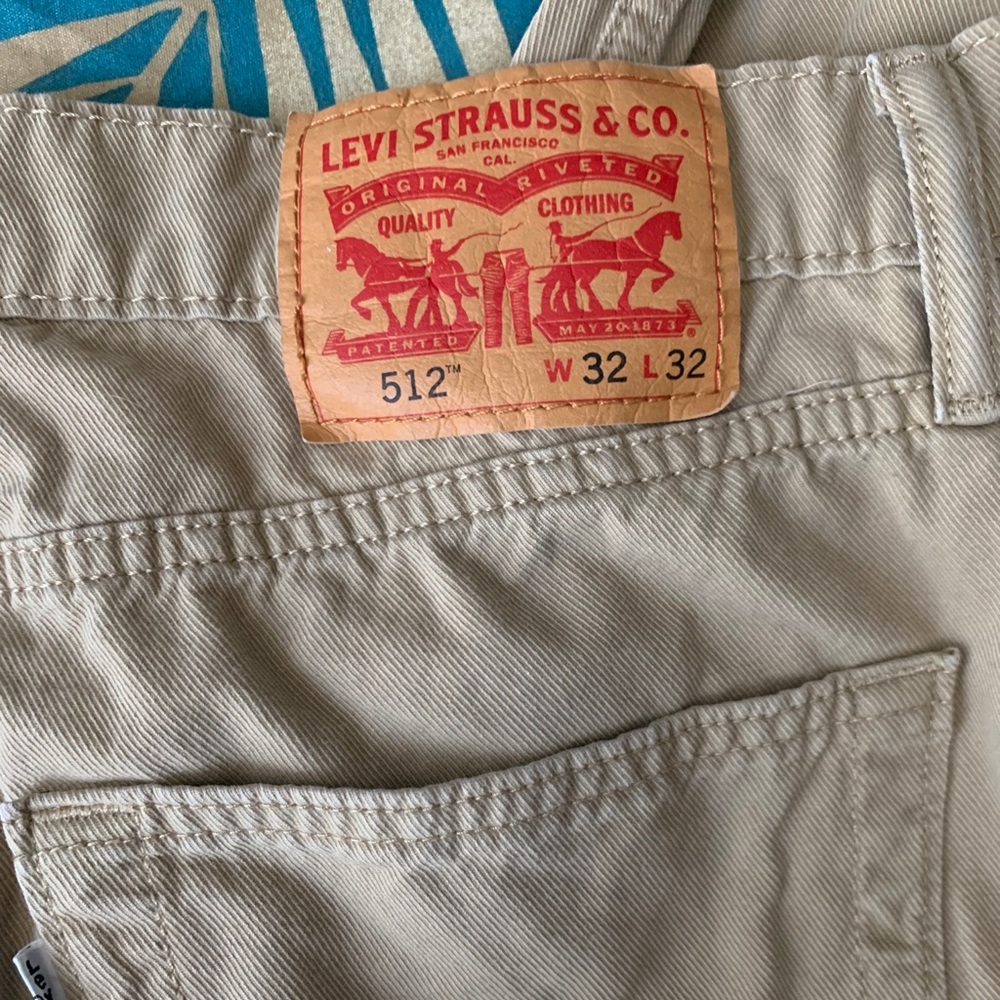 LEVI STRAUSS & CO.
SAN FRANCISCO
CAL.
ORIGINAL RIVETED
QUALITY CLOTHING
PATENTED MAY 20 1873 ®
512™ W 32 L 32